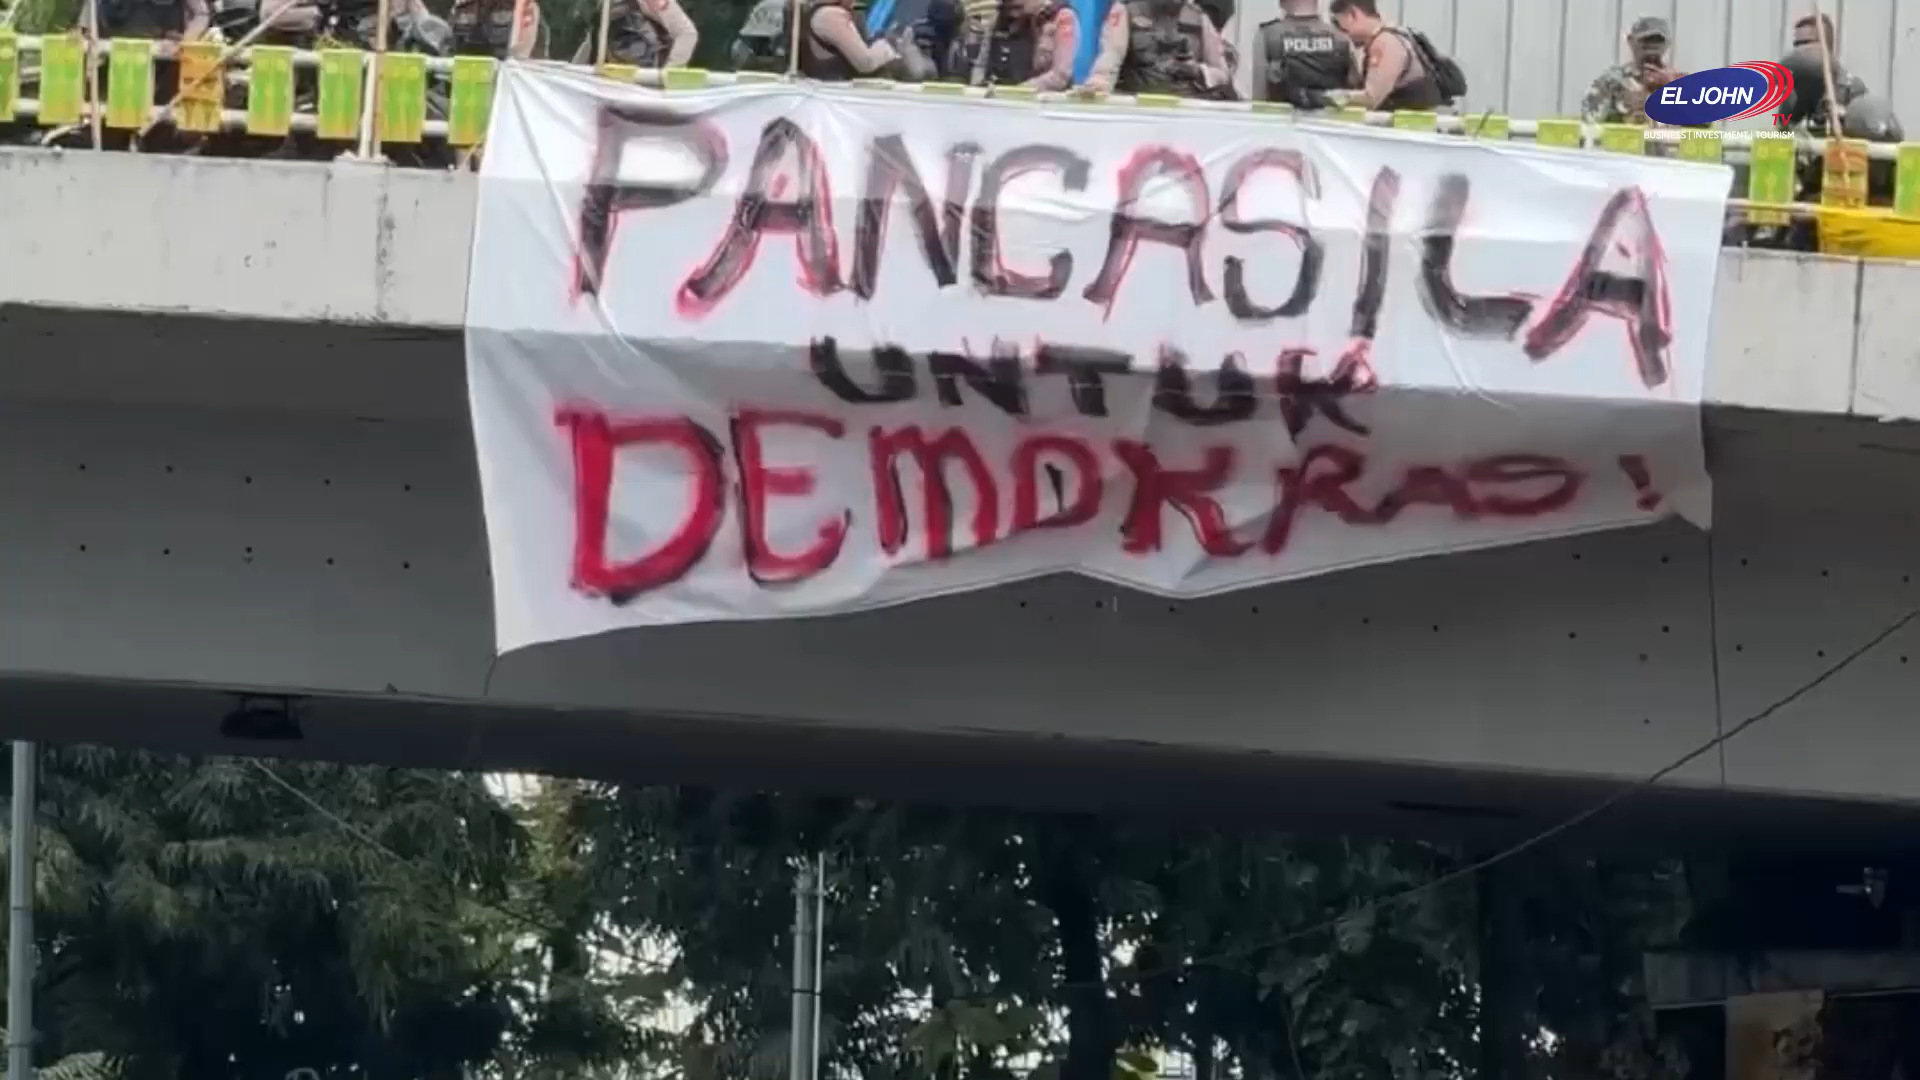 POLISI
EL JOHN
TV
BUSINESS | INVESTMENT | TOURISM
PANCASILA
UNTUK
DEMOKRASI!